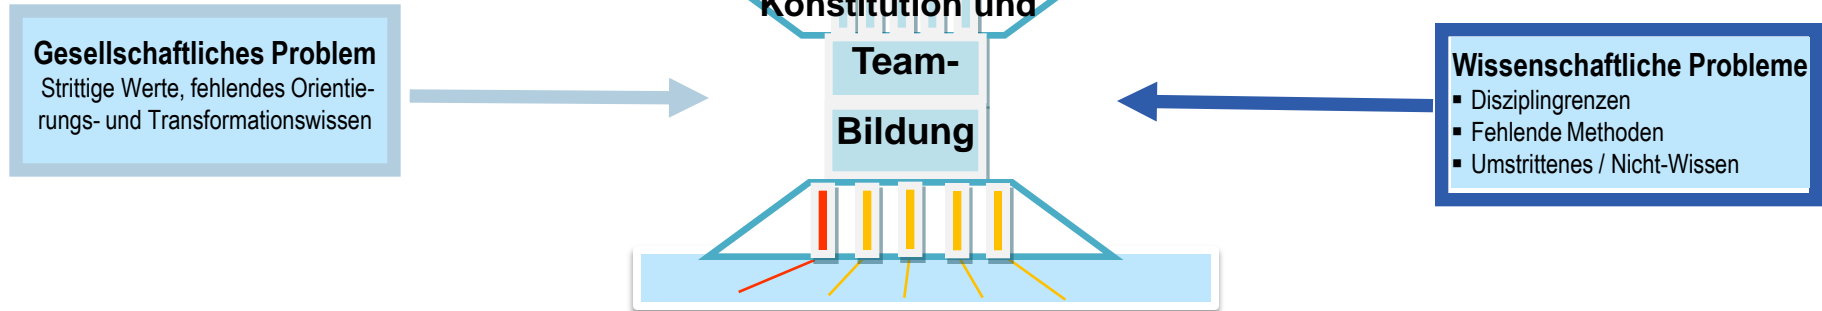 Gesellschaftliches Problem
Strittige Werte, fehlendes Orientie-
rungs- und Transformationswissen
Konstitution und
Team-
Bildung
Wissenschaftliche Probleme
▪ Disziplingrenzen
▪ Fehlende Methoden
▪ Umstrittenes / Nicht-Wissen